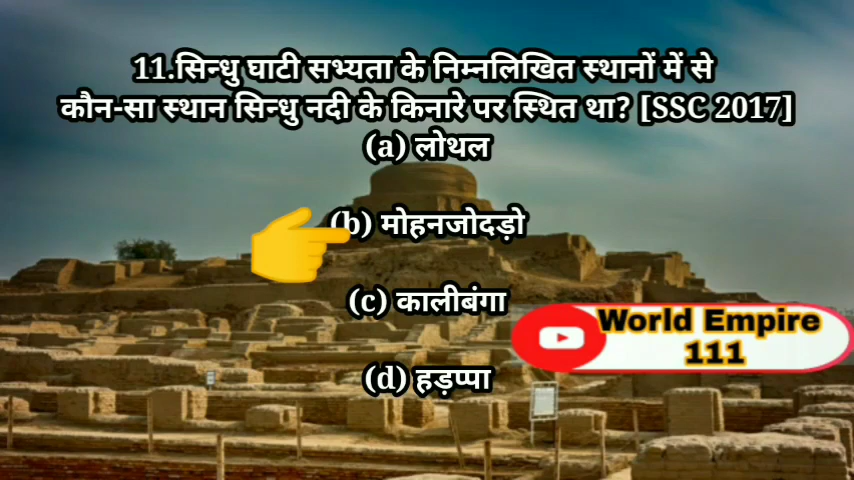 11.सिन्धु घाटी सभ्यता के निम्नलिखित स्थानों में से
कौन-सा स्थान सिन्धु नदी के किनारे पर स्थित था? [SSC 2017]
(a) लोथल
(b) मोहनजोदड़ो
(c) कालीबंगा
(d) हड़प्पा
World Empire
111